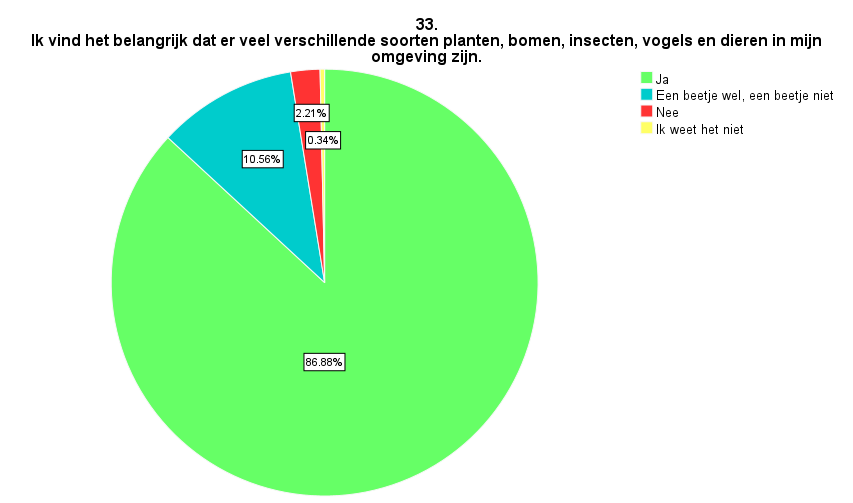 33.
Ik vind het belangrijk dat er veel verschillende soorten planten, bomen, insecten, vogels en dieren in mijn
omgeving zijn.
Ja
Een beetje wel, een beetje niet
Nee
Ik weet het niet
2.21%
0.34%
10.56%
86.88%